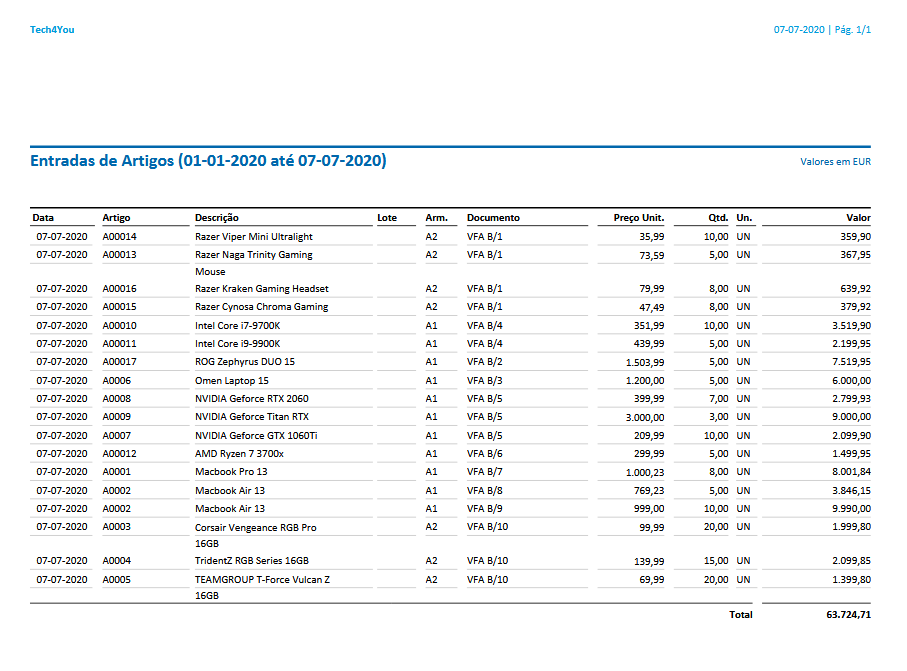 Tech4You 07-07-2020 | Pág. 1/1
Entradas de Artigos (01-01-2020 até 07-07-2020) Valores em EUR
Data Artigo Descrição Lote Arm. Documento Preço Unit. Qtd. Un. Valor
07-07-2020 A00014 Razer Viper Mini Ultralight A2 VFA B/1 35,99 10,00 UN 359,90
07-07-2020 A00013 Razer Naga Trinity Gaming A2 VFA B/1 73,59 5,00 UN 367,95
Mouse
07-07-2020 A00016 Razer Kraken Gaming Headset A2 VFA B/1 79,99 8,00 UN 639,92
07-07-2020 A00015 Razer Cynosa Chroma Gaming A2 VFA B/1 47,49 8,00 UN 379,92
07-07-2020 A00010 Intel Core i7-9700K A1 VFA B/4 351,99 10,00 UN 3.519,90
07-07-2020 A00011 Intel Core i9-9900K A1 VFA B/4 439,99 5,00 UN 2.199,95
07-07-2020 A00017 ROG Zephyrus DUO 15 A1 VFA B/2 1.503,99 5,00 UN 7.519,95
07-07-2020 A0006 Omen Laptop 15 A1 VFA B/3 1.200,00 5,00 UN 6.000,00
07-07-2020 A0008 NVIDIA Geforce RTX 2060 A1 VFA B/5 399,99 7,00 UN 2.799,93
07-07-2020 A0009 NVIDIA Geforce Titan RTX A1 VFA B/5 3.000,00 3,00 UN 9.000,00
07-07-2020 A0007 NVIDIA Geforce GTX 1060Ti A1 VFA B/5 209,99 10,00 UN 2.099,90
07-07-2020 A00012 AMD Ryzen 7 3700x A1 VFA B/6 299,99 5,00 UN 1.499,95
07-07-2020 A0001 Macbook Pro 13 A1 VFA B/7 1.000,23 8,00 UN 8.001,84
07-07-2020 A0002 Macbook Air 13 A1 VFA B/8 769,23 5,00 UN 3.846,15
07-07-2020 A0002 Macbook Air 13 A1 VFA B/9 999,00 10,00 UN 9.990,00
07-07-2020 A0003 Corsair Vengeance RGB Pro A2 VFA B/10 99,99 20,00 UN 1.999,80
16GB
07-07-2020 A0004 TridentZ RGB Series 16GB A2 VFA B/10 139,99 15,00 UN 2.099,85
07-07-2020 A0005 TEAMGROUP T-Force Vulcan Z A2 VFA B/10 69,99 20,00 UN 1.399,80
16GB
Total 63.724,71